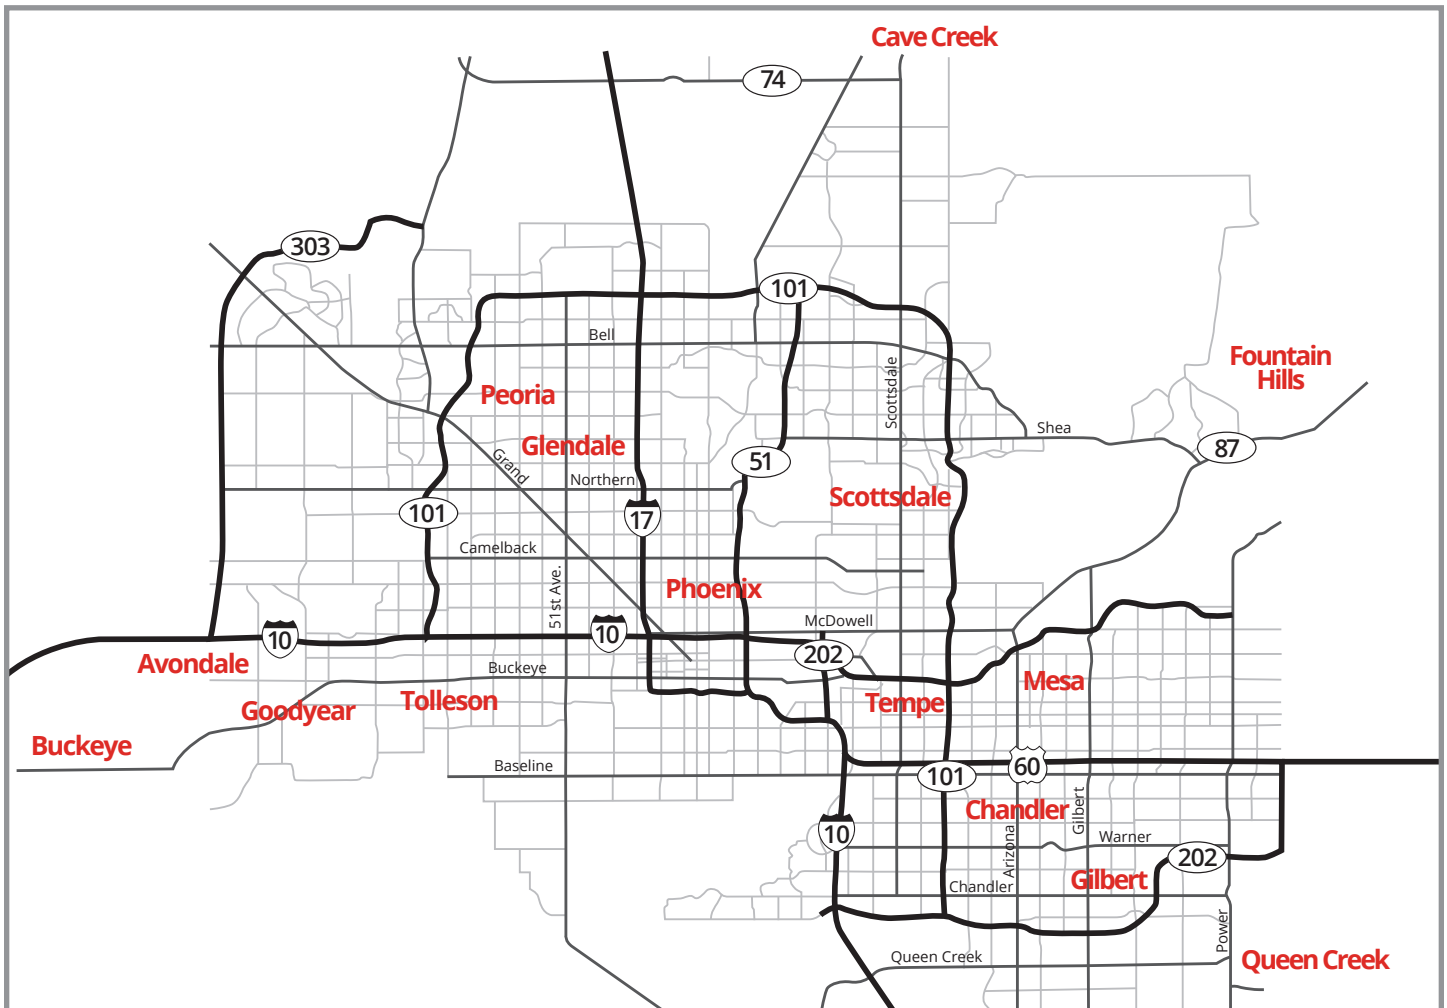 Cave Creek
74
303
101
Bell
Fountain
Hills
Scottsdale
Peoria
Shea
Glendale
87
51
Grand
Northern
Scottsdale
101
17
Camelback
51st Ave.
Phoenix
McDowell
10
10
202
Avondale
Buckeye
Mesa
Tolleson
Tempe
Goodyear
Buckeye
Baseline
60
101
Chandler
Gilbert
10
Arizona
Warner
202
Gilbert
Chandler
Power
Queen Creek
Queen Creek